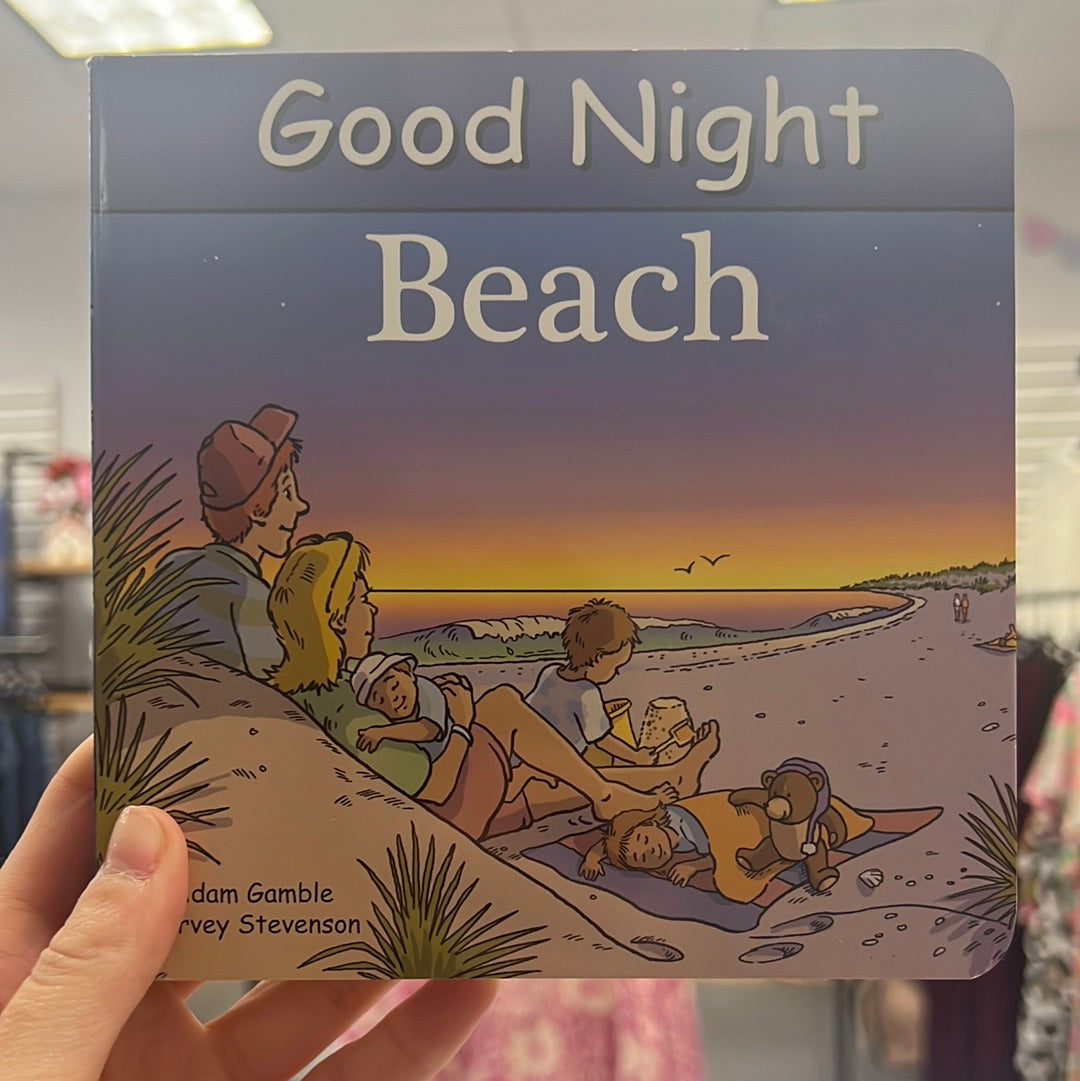 Good Night
Beach
dam Gamble
rvey Stevenson